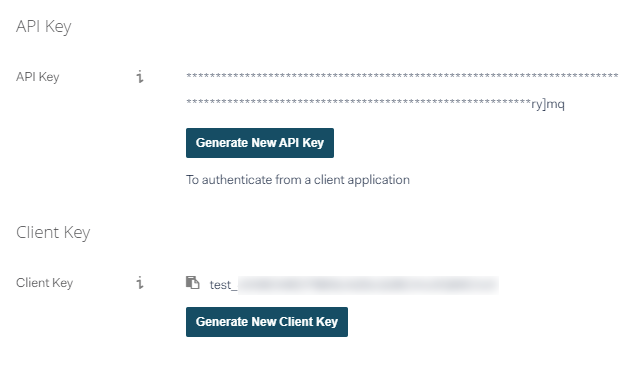 API Key
API Key
************************************************************************
**********************************************************ry]mq
Generate New API Key
To authenticate from a client application
Client Key
Client Key
test_
Generate New Client Key